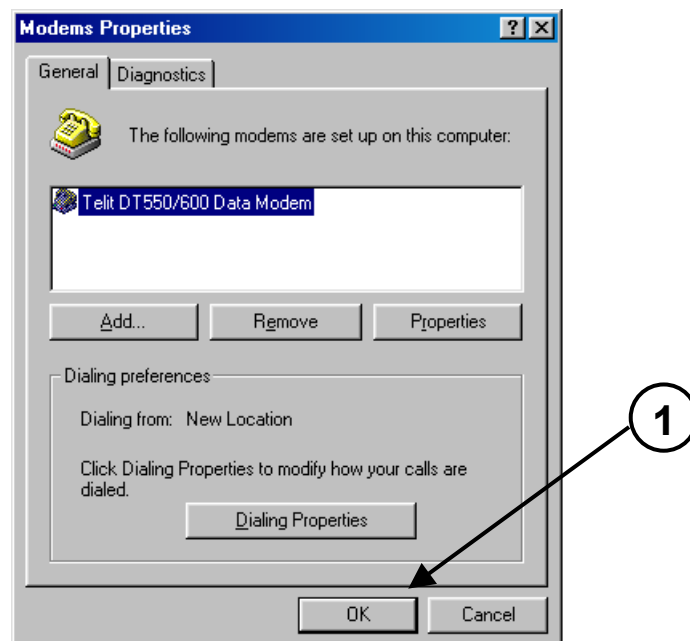 Modems Properties
General Diagnostics
The following modems are set up on this computer:
Telit DT550/600 Data Modem
Add... Remove Properties
Dialing preferences
Dialing from: New Location
Click Dialing Properties to modify how your calls are
dialed.
Dialing Properties
1
OK Cancel